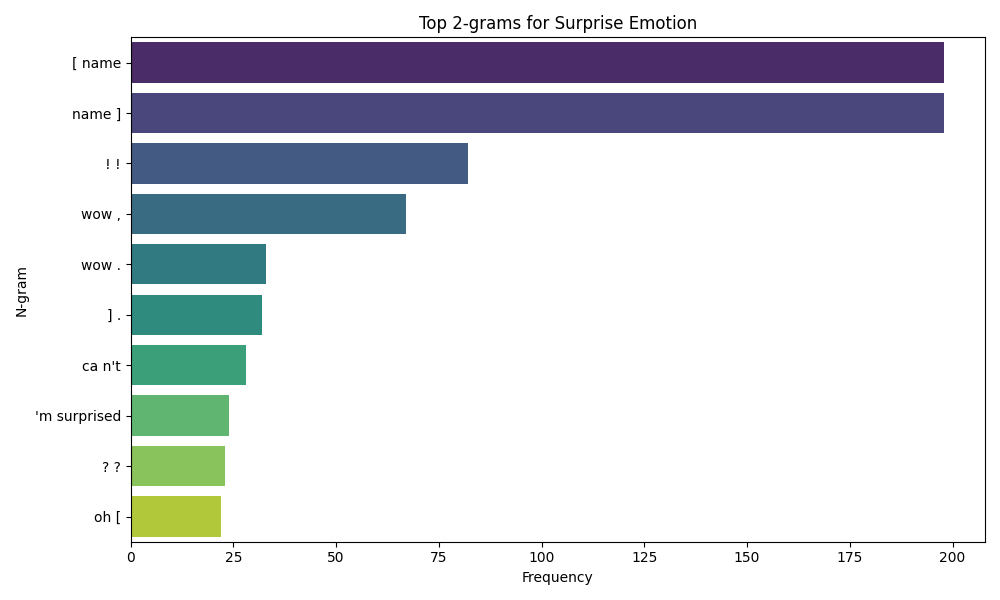 Top 2-grams for Surprise Emotion
[ name
name ]
! !
wow ,
wow .
] .
ca n't
'm surprised
? ?
oh [
N-gram
0 25 50 75 100 125 150 175 200
Frequency